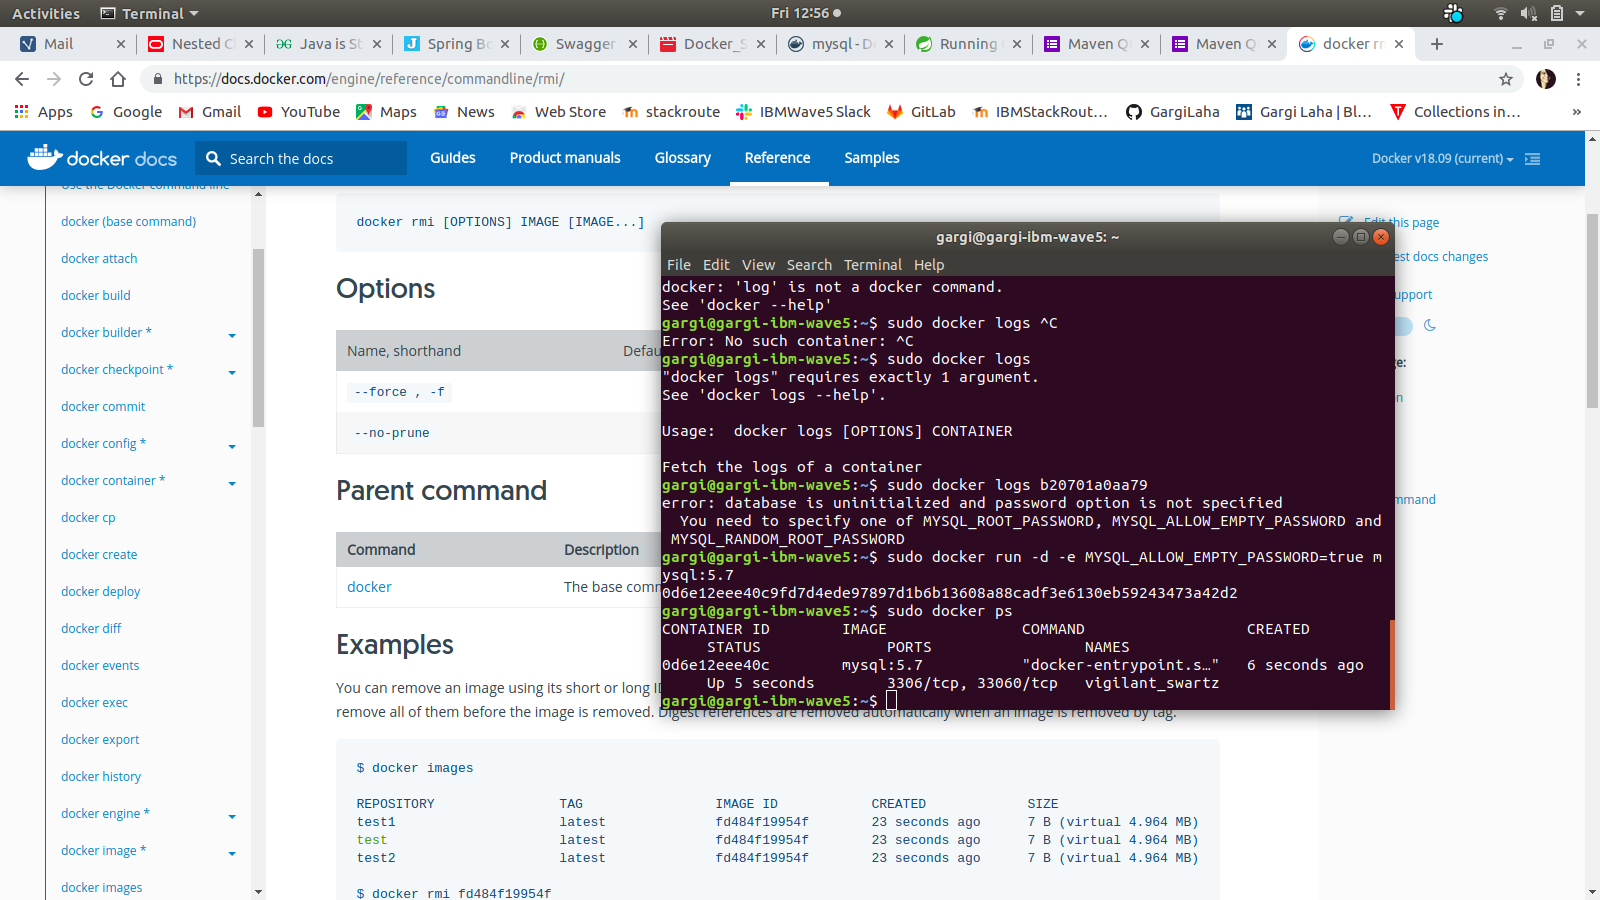 Activities
Terminal
Fri 12:56
Mail
Nested C
Java is St
Spring Bo
Swagger
Docker_S
mysql - D
Running
Maven Q
Maven Q
docker rm
https://docs.docker.com/engine/reference/commandline/rmi/
Apps
Google
Gmail
YouTube
Maps
News
Web Store
stackroute
IBMWave5 Slack
GitLab
IBMStackRout…
GargiLaha
Gargi Laha | Bl…
Collections in…
»
docker docs
Search the docs
Guides
Product manuals
Glossary
Reference
Samples
Docker v18.09 (current)
Use the Docker command line
docker (base command)
docker attach
docker build
docker builder *
docker checkpoint *
docker commit
docker config *
docker container *
docker cp
docker create
docker deploy
docker diff
docker events
docker exec
docker export
docker history
docker engine *
docker image *
docker images
docker rmi [OPTIONS] IMAGE [IMAGE...]
Options
Name, shorthand
Defau
--force , -f
--no-prune
Parent command
Command
Description
docker
The base comm
Examples
You can remove an image using its short or long I
remove all of them before the image is removed. Digest references are removed automatically when an image is removed by tag.
$ docker images
REPOSITORY TAG IMAGE ID CREATED SIZE
test1 latest fd484f19954f 23 seconds ago 7 B (virtual 4.964 MB)
test latest fd484f19954f 23 seconds ago 7 B (virtual 4.964 MB)
test2 latest fd484f19954f 23 seconds ago 7 B (virtual 4.964 MB)
$ docker rmi fd484f19954f
gargi@gargi-ibm-wave5: ~
File Edit View Search Terminal Help
docker: 'log' is not a docker command.
See 'docker --help'
gargi@gargi-ibm-wave5:~$ sudo docker logs ^C
Error: No such container: ^C
gargi@gargi-ibm-wave5:~$ sudo docker logs
"docker logs" requires exactly 1 argument.
See 'docker logs --help'.
Usage:  docker logs [OPTIONS] CONTAINER
Fetch the logs of a container
gargi@gargi-ibm-wave5:~$ sudo docker logs b20701a0aa79
error: database is uninitialized and password option is not specified
You need to specify one of MYSQL_ROOT_PASSWORD, MYSQL_ALLOW_EMPTY_PASSWORD and
MYSQL_RANDOM_ROOT_PASSWORD
gargi@gargi-ibm-wave5:~$ sudo docker run -d -e MYSQL_ALLOW_EMPTY_PASSWORD=true m
ysql:5.7
0d6e12eee40c9fd7d4ede97897d1b6b13608a88cadf3e6130eb59243473a42d2
gargi@gargi-ibm-wave5:~$ sudo docker ps
CONTAINER ID IMAGE COMMAND CREATED
STATUS PORTS NAMES
0d6e12eee40c mysql:5.7 "docker-entrypoint.s…" 6 seconds ago
Up 5 seconds 3306/tcp, 33060/tcp vigilant_swartz
gargi@gargi-ibm-wave5:~$
Edit this page
est docs changes
upport
ge:
n
mmand